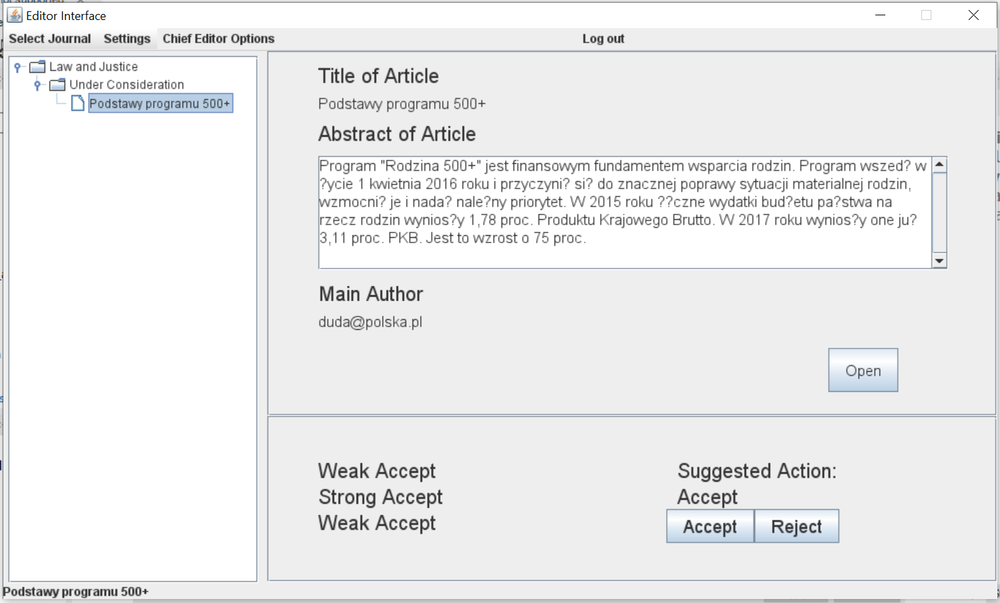 Editor Interface
Select Journal Settings Chief Editor Options Log out
Law and Justice
Under Consideration
Podstawy programu 500+
Title of Article
Podstawy programu 500+
Abstract of Article
Program "Rodzina 500+" jest finansowym fundamentem wsparcia rodzin. Program wszed? w
?ycie 1 kwietnia 2016 roku i przyczyni? si? do znacznej poprawy sytuacji materialnej rodzin,
wzmocni? je i nada? nale?ny priorytet. W 2015 roku ??czne wydatki bud?etu pa?stwa na
rzecz rodzin wynios?y 1,78 proc. Produktu Krajowego Brutto. W 2017 roku wynios?y one ju?
3,11 proc. PKB. Jest to wzrost o 75 proc.
Main Author
duda@polska.pl
Open
Weak Accept
Strong Accept
Weak Accept
Suggested Action:
Accept
Accept Reject
Podstawy programu 500+